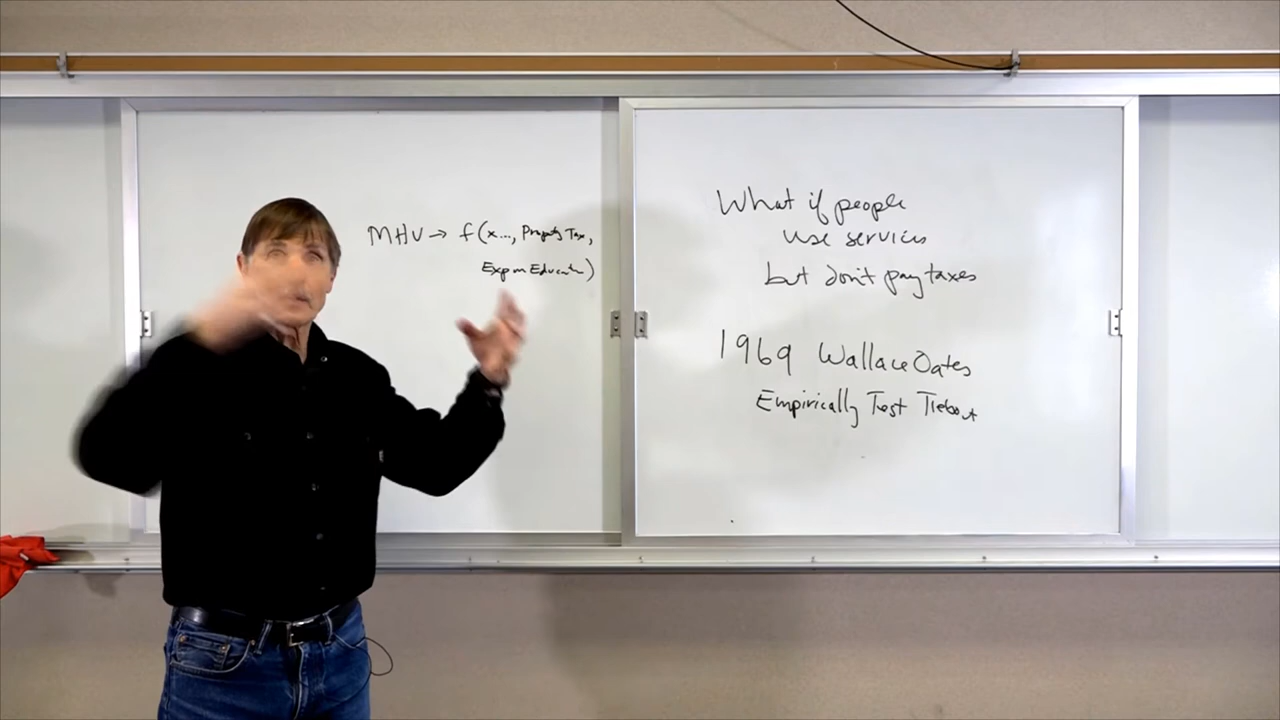 MHV → f(x..., Property Tax,
Exp on Education)
What if people
use services
but don't pay taxes
1969 Wallace Oates
Empirically Test Tiebout